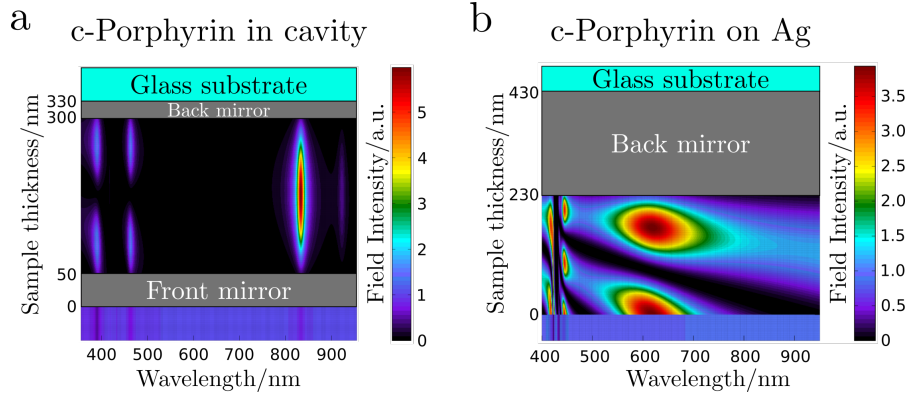 a
c-Porphyrin in cavity
Glass substrate
330
Back mirror
300
50
Front mirror
0
400 500 600 700 800 900
Wavelength/nm
Sample thickness/nm
5
4
3
2
1
0
Field Intensity/a.u.
b
c-Porphyrin on Ag
Glass substrate
430
Back mirror
230
0
400 500 600 700 800 900
Wavelength/nm
Sample thickness/nm
3.5
3.0
2.5
2.0
1.5
1.0
0.5
0.0
Field Intensity/a.u.